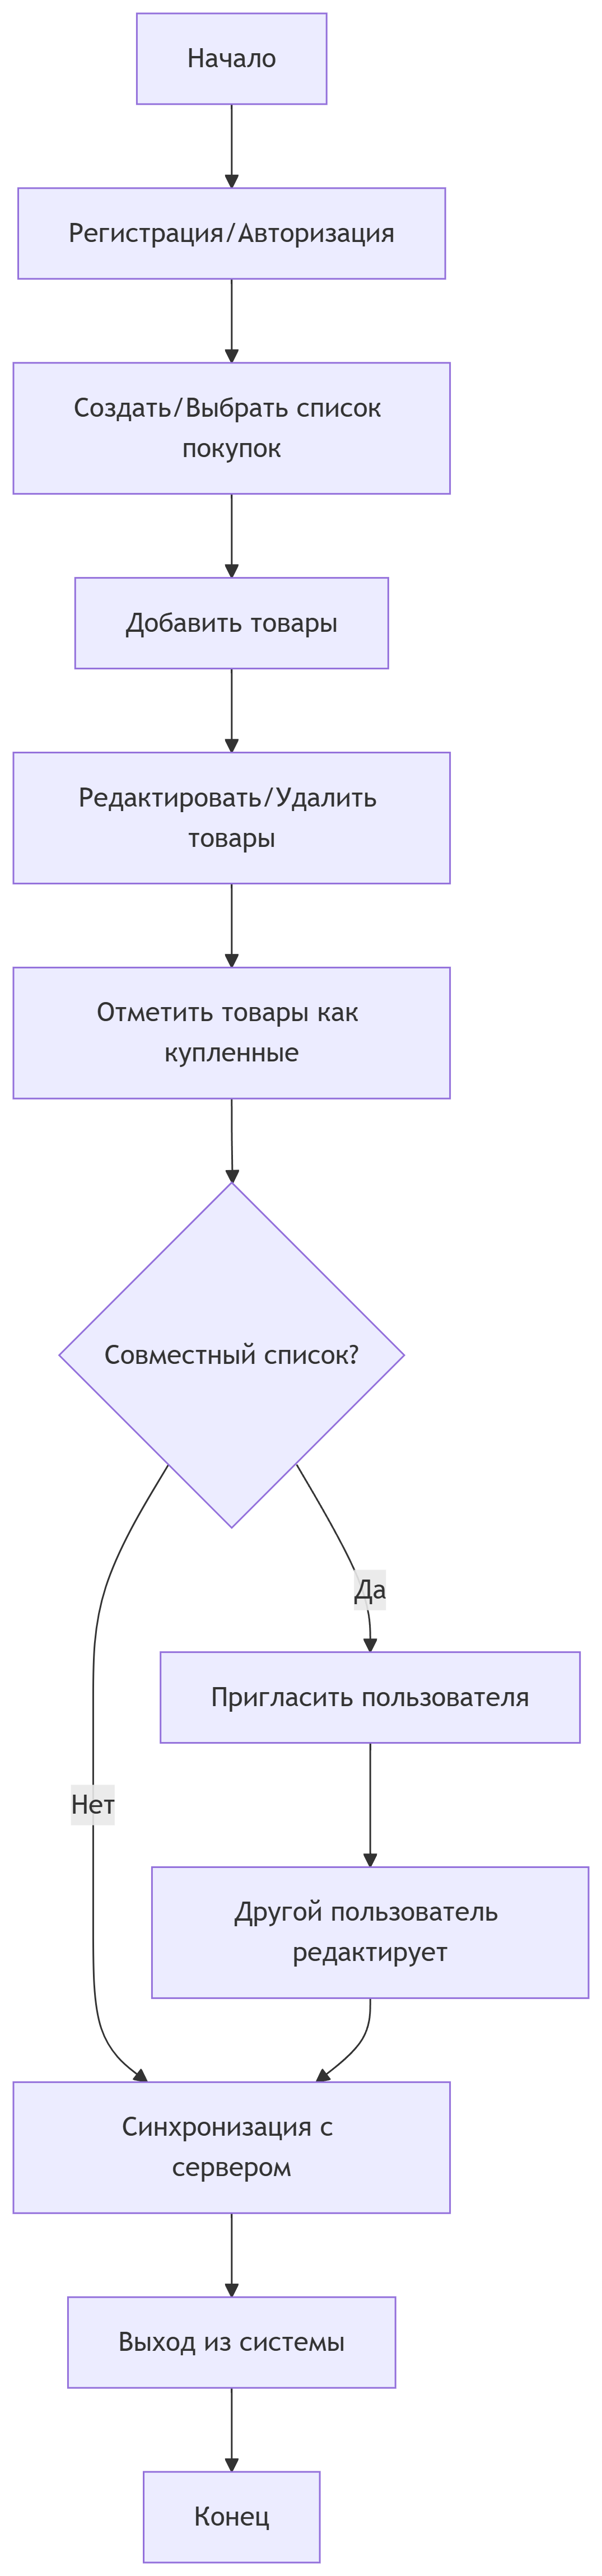 Начало
Регистрация/Авторизация
Создать/Выбрать список
покупок
Добавить товары
Редактировать/Удалить
товары
Отметить товары как
купленные
Совместный список?
Да
Пригласить пользователя
Нет
Другой пользователь
редактирует
Синхронизация с
сервером
Выход из системы
Конец